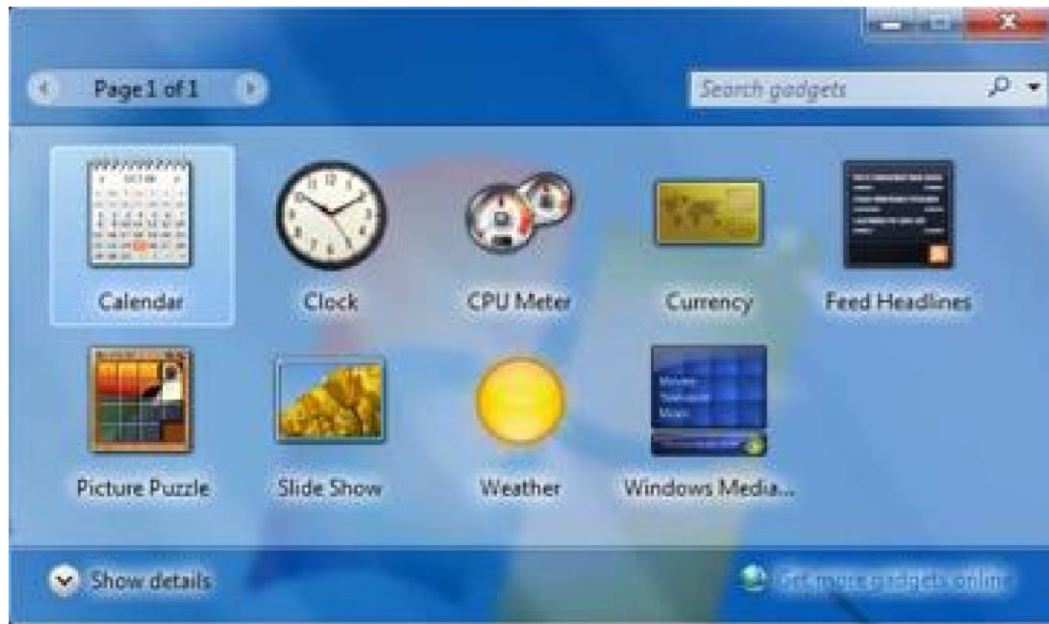 Page 1 of 1
Search gadgets
Calendar
Clock
CPU Meter
Currency
Feed Headlines
Picture Puzzle
Slide Show
Weather
Windows Media...
Show details
Get more gadgets online